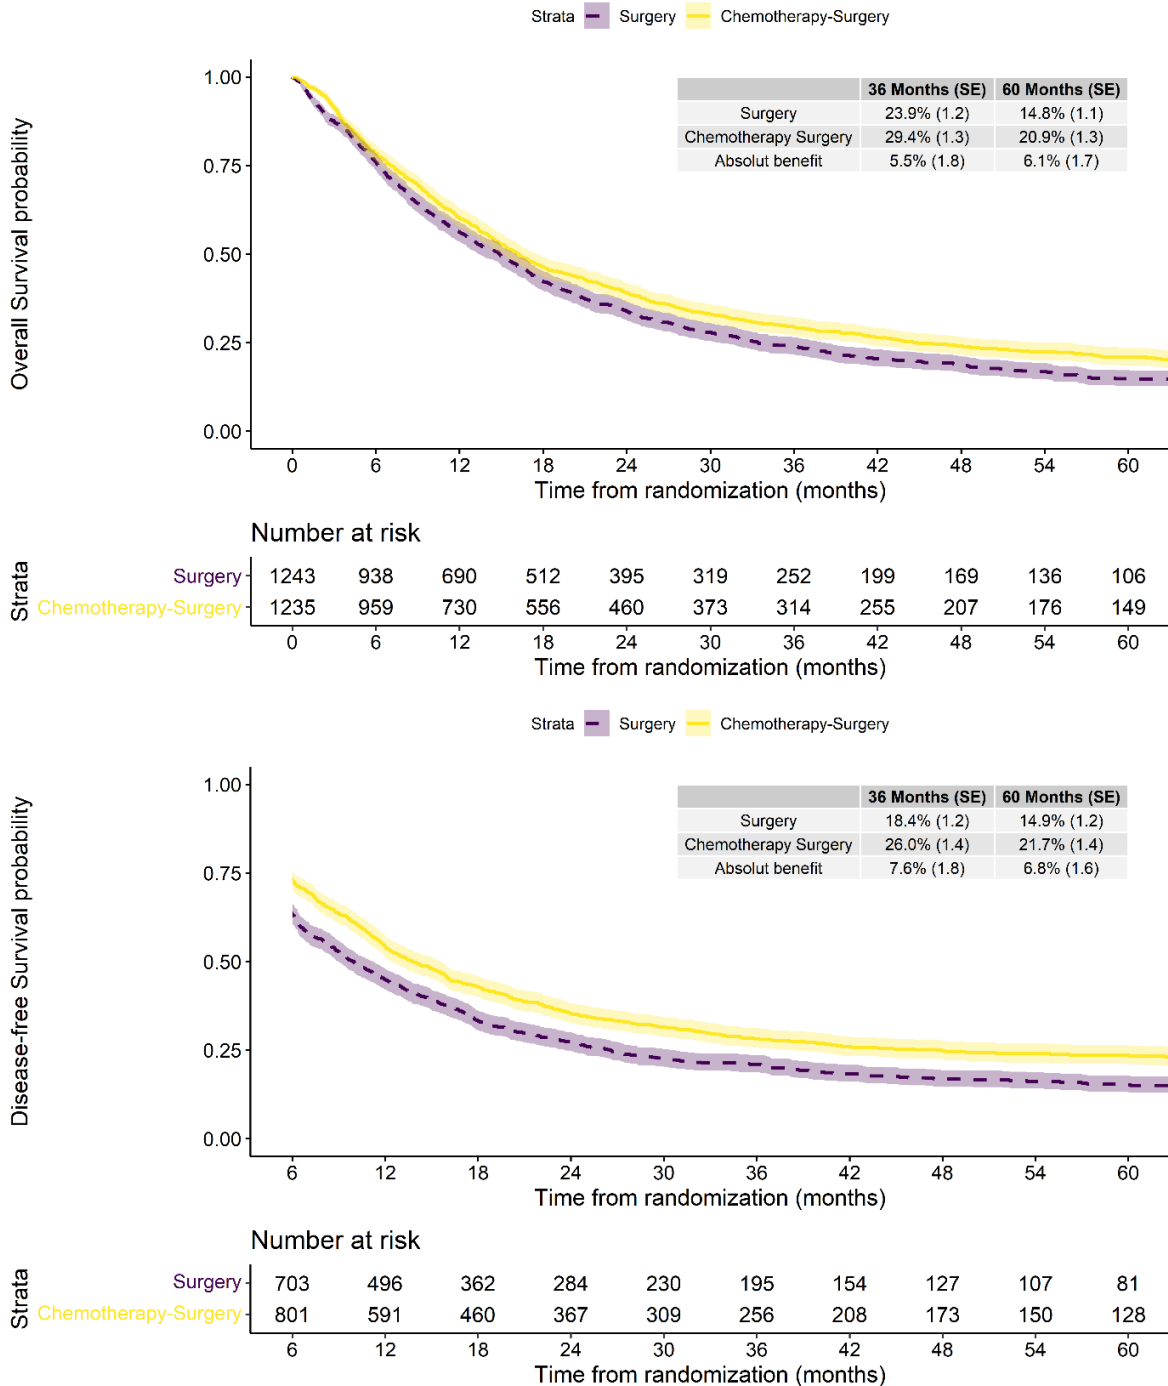 Strata Surgery Chemotherapy-Surgery
Overall Survival probability
1.00
0.75
0.50
0.25
0.00
36 Months (SE) 60 Months (SE)
Surgery 23.9% (1.2) 14.8% (1.1)
Chemotherapy Surgery 29.4% (1.3) 20.9% (1.3)
Absolut benefit 5.5% (1.8) 6.1% (1.7)
0 6 12 18 24 30 36 42 48 54 60
Time from randomization (months)
Number at risk
Strata
Surgery 1243 938 690 512 395 319 252 199 169 136 106
Chemotherapy-Surgery 1235 959 730 556 460 373 314 255 207 176 149
0 6 12 18 24 30 36 42 48 54 60
Time from randomization (months)
Strata Surgery Chemotherapy-Surgery
Disease-free Survival probability
1.00
0.75
0.50
0.25
0.00
36 Months (SE) 60 Months (SE)
Surgery 18.4% (1.2) 14.9% (1.2)
Chemotherapy Surgery 26.0% (1.4) 21.7% (1.4)
Absolut benefit 7.6% (1.8) 6.8% (1.6)
6 12 18 24 30 36 42 48 54 60
Time from randomization (months)
Number at risk
Strata
Surgery 703 496 362 284 230 195 154 127 107 81
Chemotherapy-Surgery 801 591 460 367 309 256 208 173 150 128
6 12 18 24 30 36 42 48 54 60
Time from randomization (months)